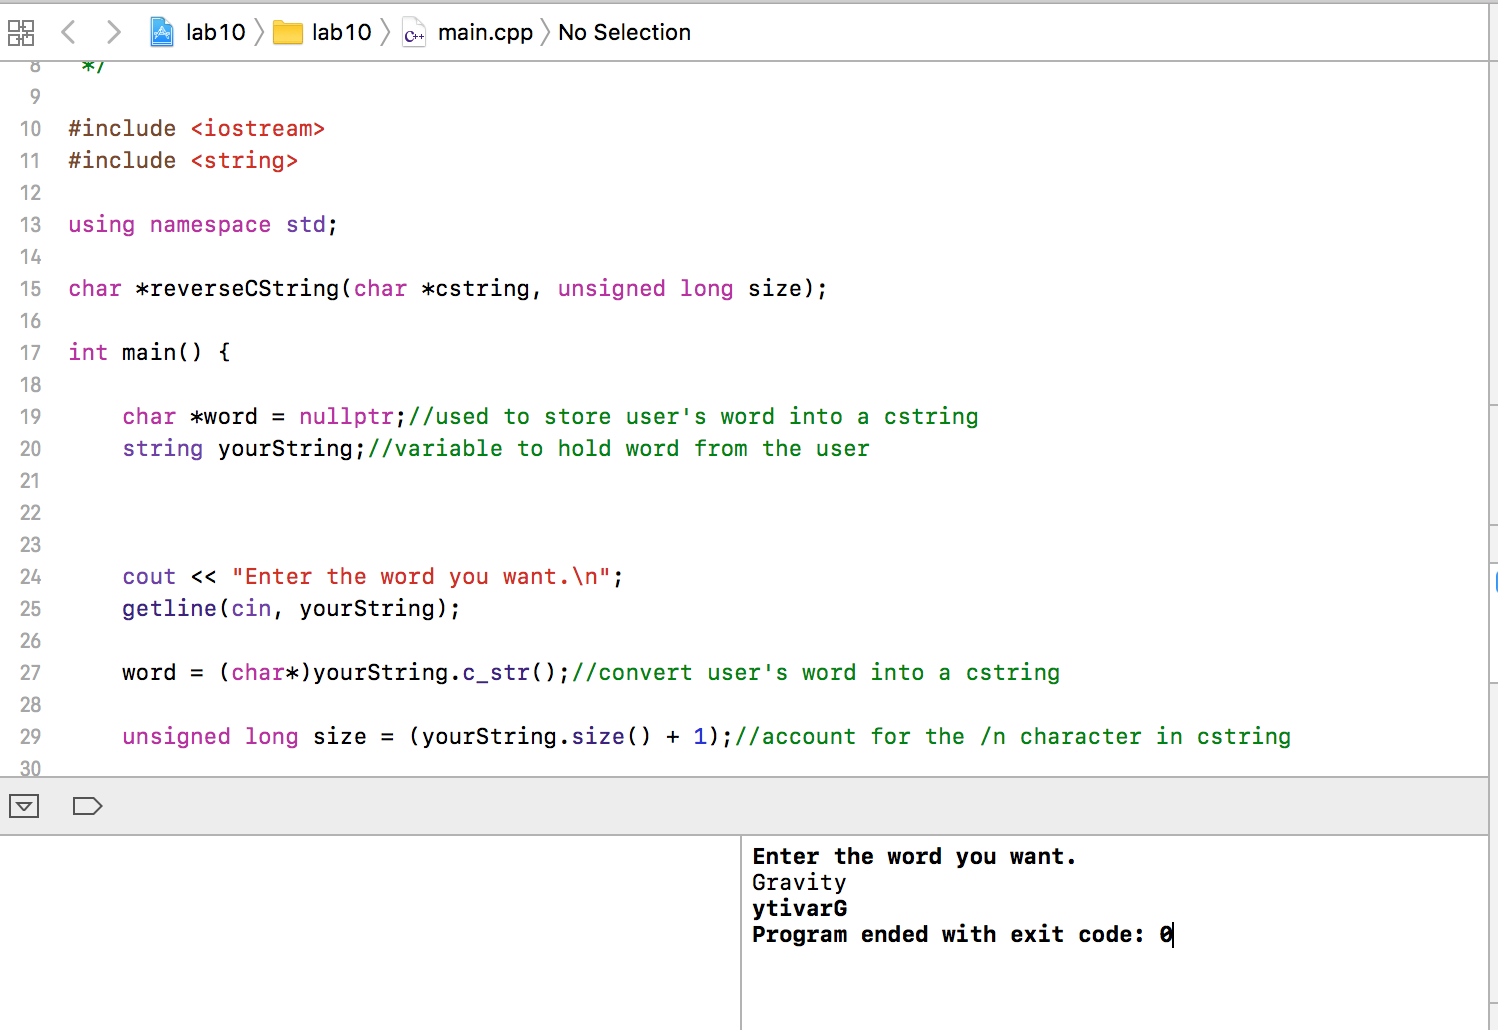 lab10 lab10 main.cpp No Selection
8 */
9
10 #include <iostream>
11 #include <string>
12
13 using namespace std;
14
15 char *reverseCString(char *cstring, unsigned long size);
16
17 int main() {
18
19 char *word = nullptr;//used to store user's word into a cstring
20 string yourString;//variable to hold word from the user
21
22
23
24 cout << "Enter the word you want.\n";
25 getline(cin, yourString);
26
27 word = (char*)yourString.c_str();//convert user's word into a cstring
28
29 unsigned long size = (yourString.size() + 1);//account for the /n character in cstring
30
Enter the word you want.
Gravity
ytivarG
Program ended with exit code: 0